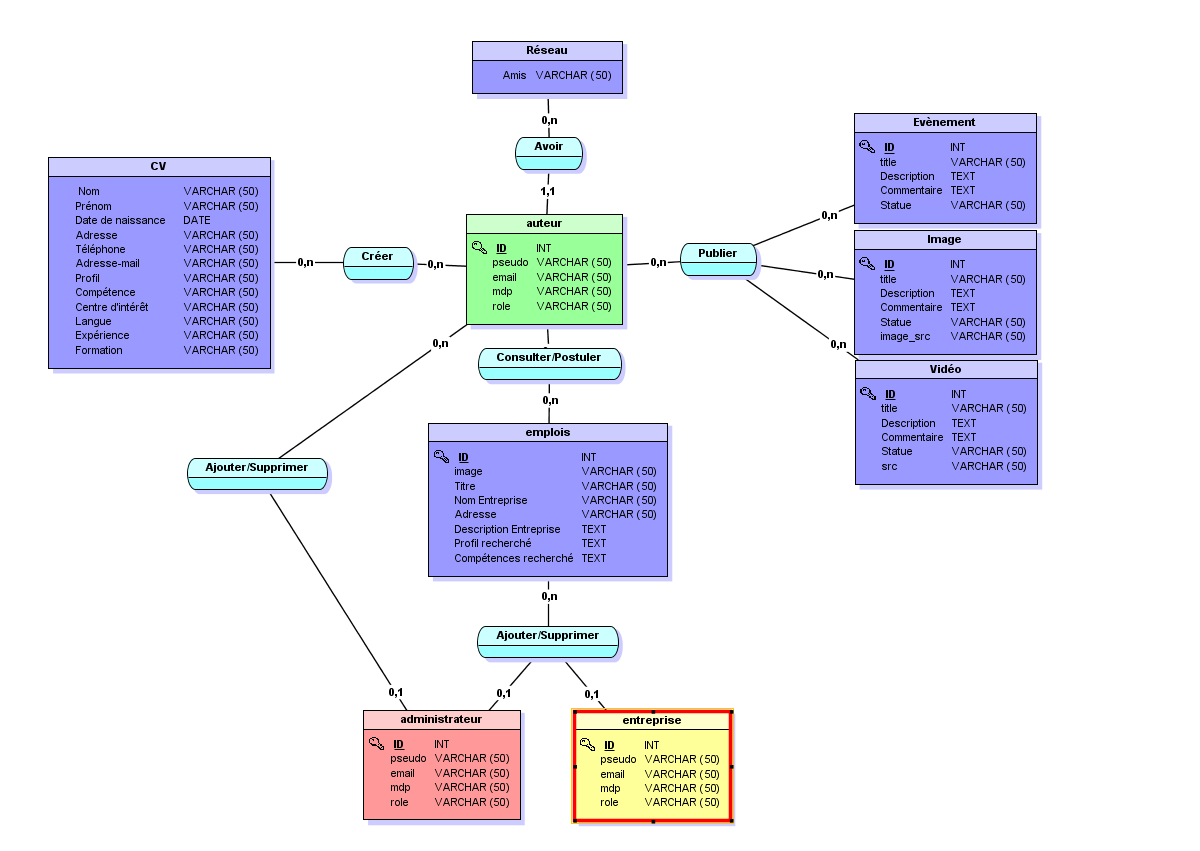 Réseau
Amis VARCHAR (50)
0,n
Avoir
1,1
CV
Nom VARCHAR (50)
Prénom VARCHAR (50)
Date de naissance DATE
Adresse VARCHAR (50)
Téléphone VARCHAR (50)
Adresse-mail VARCHAR (50)
Profil VARCHAR (50)
Compétence VARCHAR (50)
Centre d'intérêt VARCHAR (50)
Langue VARCHAR (50)
Expérience VARCHAR (50)
Formation VARCHAR (50)
0,n
Créer
0,n
auteur
ID INT
pseudo VARCHAR (50)
email VARCHAR (50)
mdp VARCHAR (50)
role VARCHAR (50)
0,n
Publier
0,n
0,n
0,n
Evènement
ID INT
title VARCHAR (50)
Description TEXT
Commentaire TEXT
Statue VARCHAR (50)
Image
ID INT
title VARCHAR (50)
Description TEXT
Commentaire TEXT
Statue VARCHAR (50)
image_src VARCHAR (50)
Vidéo
ID INT
title VARCHAR (50)
Description TEXT
Commentaire TEXT
Statue VARCHAR (50)
src VARCHAR (50)
0,n
Consulter/Postuler
0,n
Ajouter/Supprimer
emplois
ID INT
image VARCHAR (50)
Titre VARCHAR (50)
Nom Entreprise VARCHAR (50)
Adresse VARCHAR (50)
Description Entreprise TEXT
Profil recherché TEXT
Compétences recherché TEXT
0,n
Ajouter/Supprimer
0,1
0,1
0,1
administrateur
ID INT
pseudo VARCHAR (50)
email VARCHAR (50)
mdp VARCHAR (50)
role VARCHAR (50)
entreprise
ID INT
pseudo VARCHAR (50)
email VARCHAR (50)
mdp VARCHAR (50)
role VARCHAR (50)